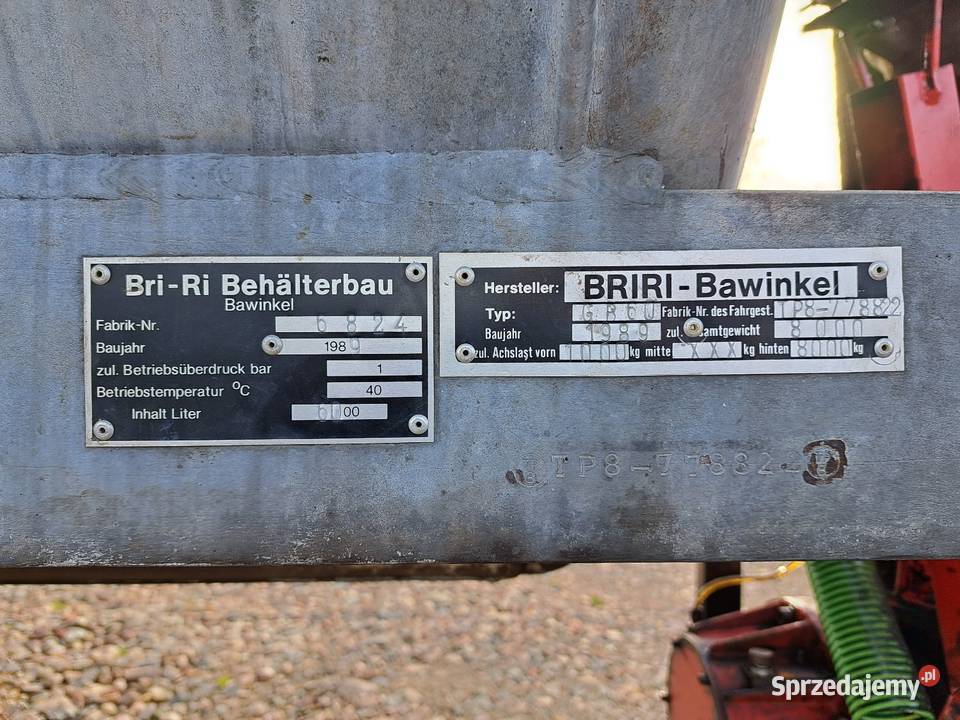 Bri-Ri Behälterbau
Bawinkel
Fabrik-Nr. 6824
Baujahr 1989
zul. Betriebsüberdruck bar 1
Betriebstemperatur °C 40
Inhalt Liter 6000
Hersteller: BRIRI-Bawinkel
Typ: GR60 Fabrik-Nr. des Fahrgest. TP8-77882
Baujahr 1989 zul. Gesamtgewicht 8000
zul. Achslast vorn 1000 kg mitte XXX kg hinten 8000 kg
TP8-77882
Sprzedajemy.pl